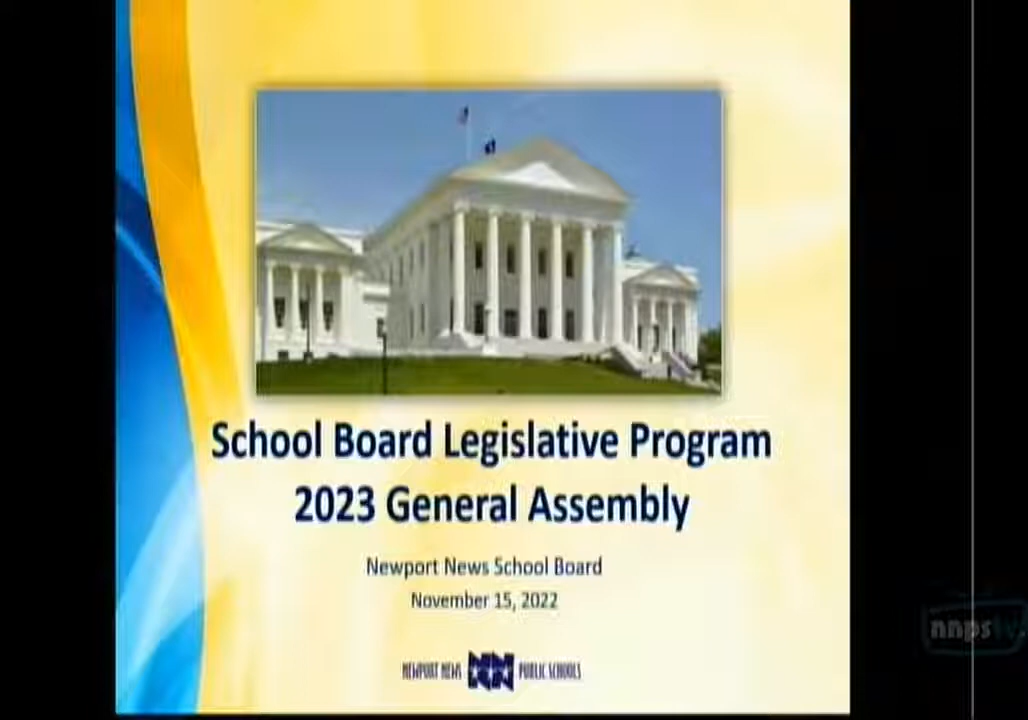 School Board Legislative Program
2023 General Assembly
Newport News School Board
November 15, 2022
NEWPORT NEWS NN PUBLIC SCHOOLS
nnpstv